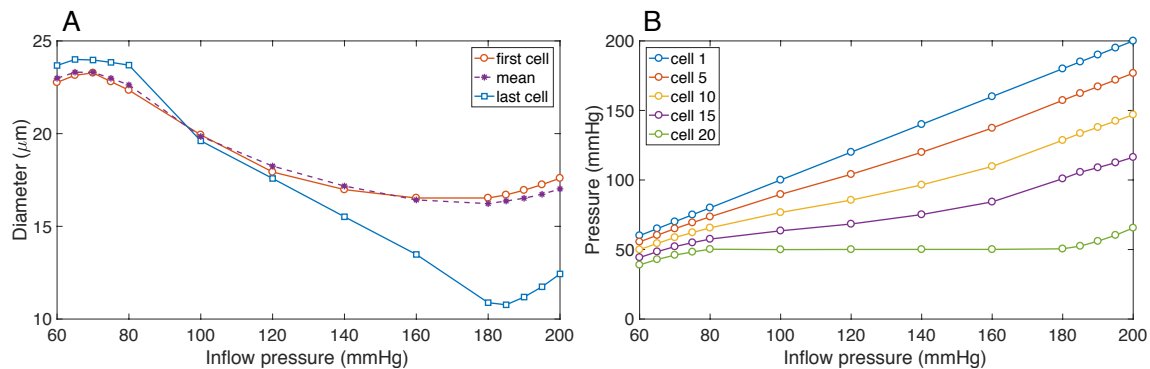 A
25
20
15
10
Diameter (μm)
60
80
100
120
140
160
180
200
Inflow pressure (mmHg)
first cell
mean
last cell
B
200
150
100
50
0
Pressure (mmHg)
60
80
100
120
140
160
180
200
Inflow pressure (mmHg)
cell 1
cell 5
cell 10
cell 15
cell 20